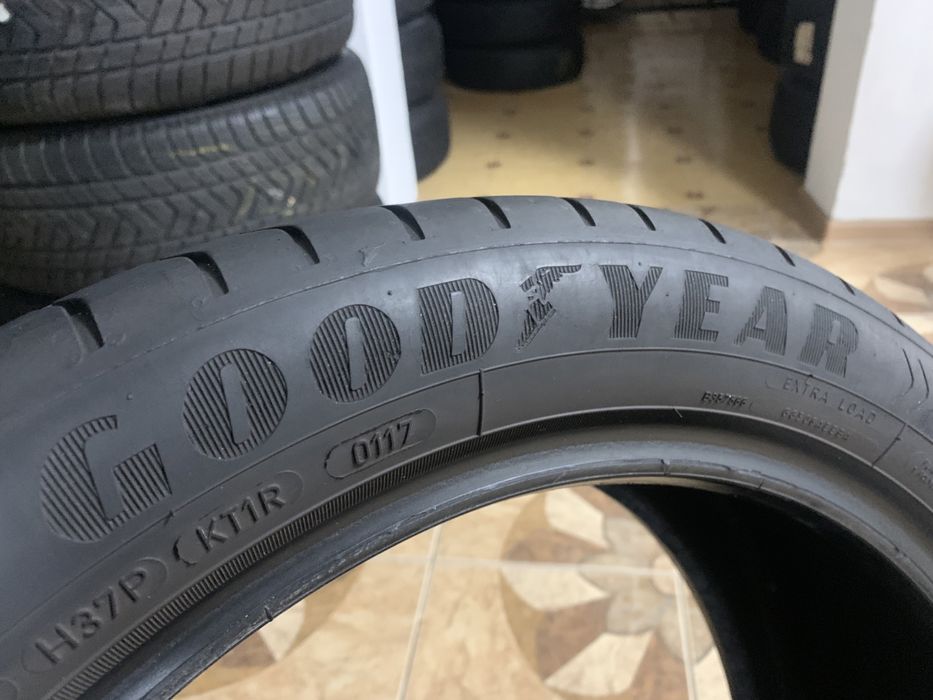 GOODYEAR
EXTRA LOAD
H37P KT1R 0117